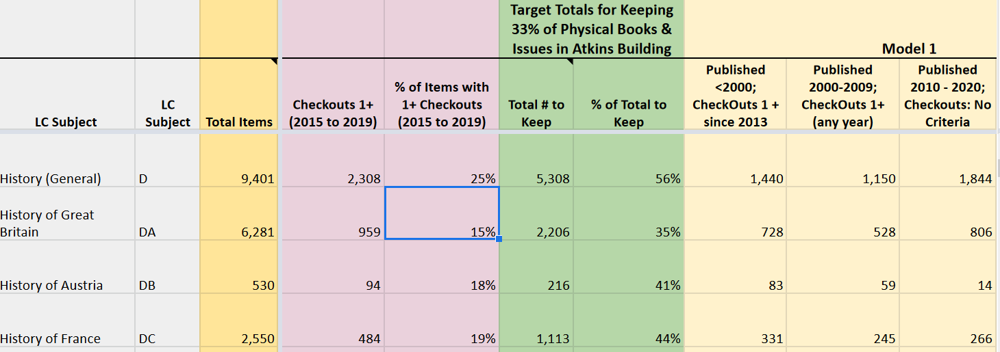 Target Totals for Keeping
33% of Physical Books &
Issues in Atkins Building
Model 1
LC Subject
LC
Subject
Total Items
Checkouts 1+
(2015 to 2019)
% of Items with
1+ Checkouts
(2015 to 2019)
Total # to
Keep
% of Total to
Keep
Published
<2000;
CheckOuts 1 +
since 2013
Published
2000-2009;
CheckOuts 1+
(any year)
Published
2010 - 2020;
Checkouts: No
Criteria
History (General) D 9,401 2,308 25% 5,308 56% 1,440 1,150 1,844
History of Great
Britain DA 6,281 959 15% 2,206 35% 728 528 806
History of Austria DB 530 94 18% 216 41% 83 59 14
History of France DC 2,550 484 19% 1,113 44% 331 245 266